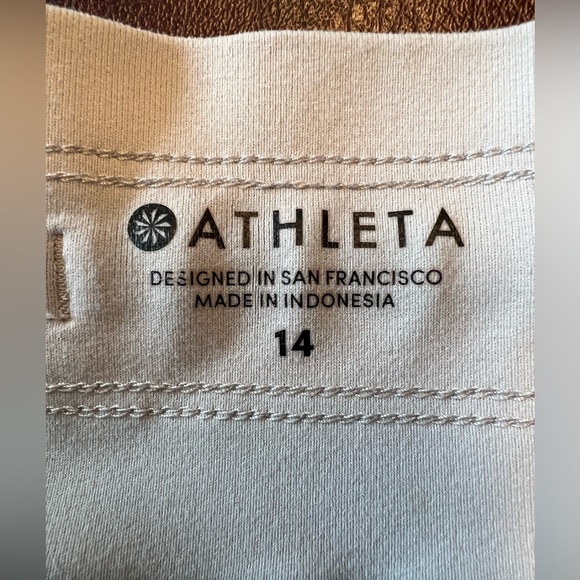 ATHLETA
DESIGNED IN SAN FRANCISCO
MADE IN INDONESIA
14